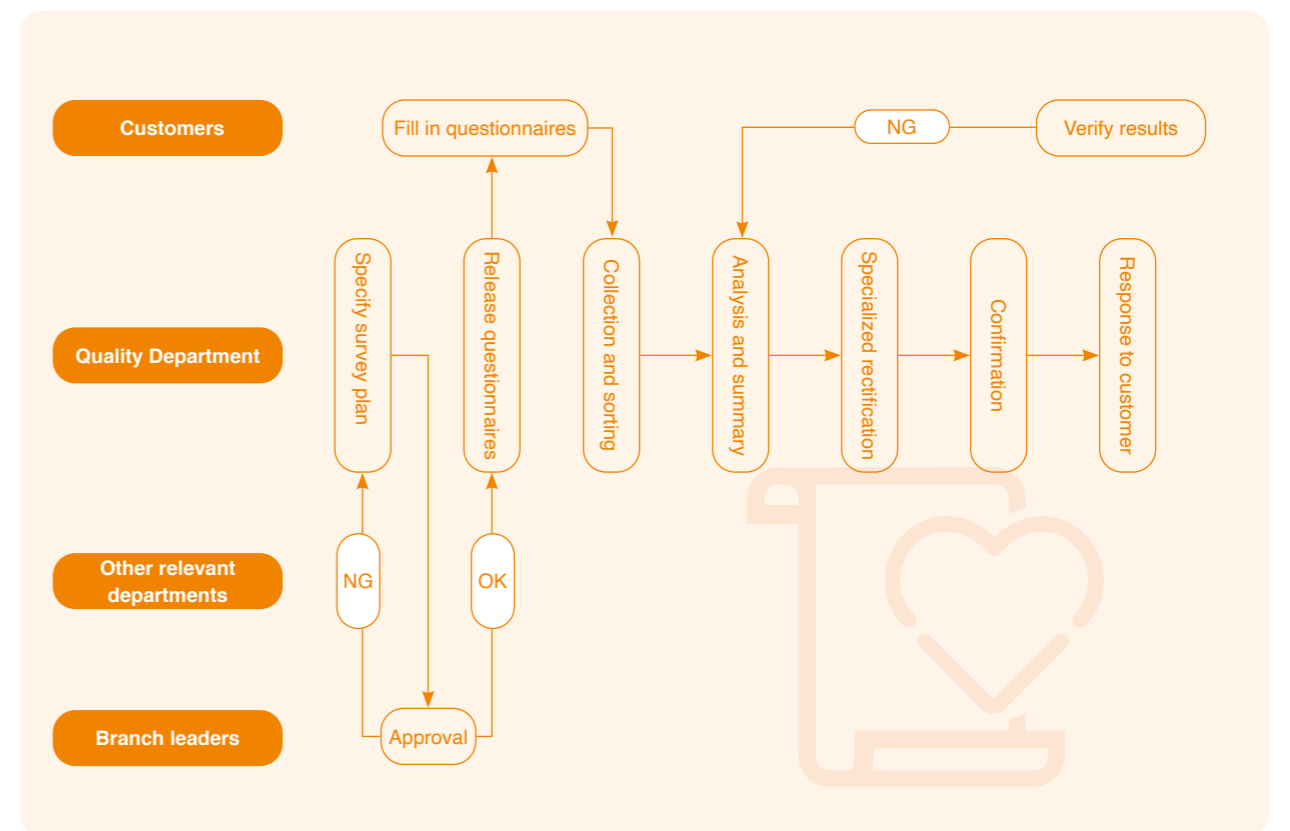 Customers
Fill in questionnaires
NG
Verify results
Quality Department
Specify survey plan
Release questionnaires
Collection and sorting
Analysis and summary
Specialized rectification
Confirmation
Response to customer
Other relevant
departments
NG
OK
Branch leaders
Approval